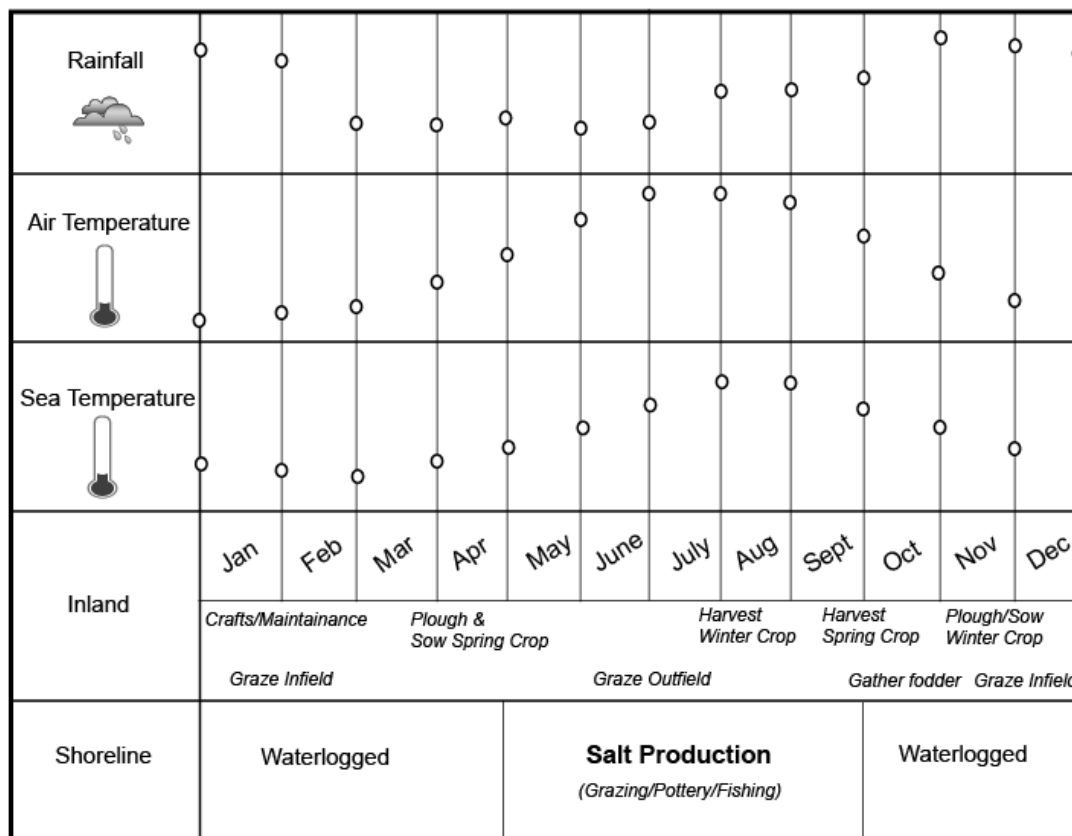 Rainfall
Air Temperature
Sea Temperature
Inland
Jan Feb Mar Apr May June July Aug Sept Oct Nov Dec
Crafts/Maintainance
Plough &
Sow Spring Crop
Harvest
Winter Crop
Harvest
Spring Crop
Plough/Sow
Winter Crop
Graze Infield
Graze Outfield
Gather fodder
Graze Infield
Shoreline
Waterlogged
Salt Production
(Grazing/Pottery/Fishing)
Waterlogged